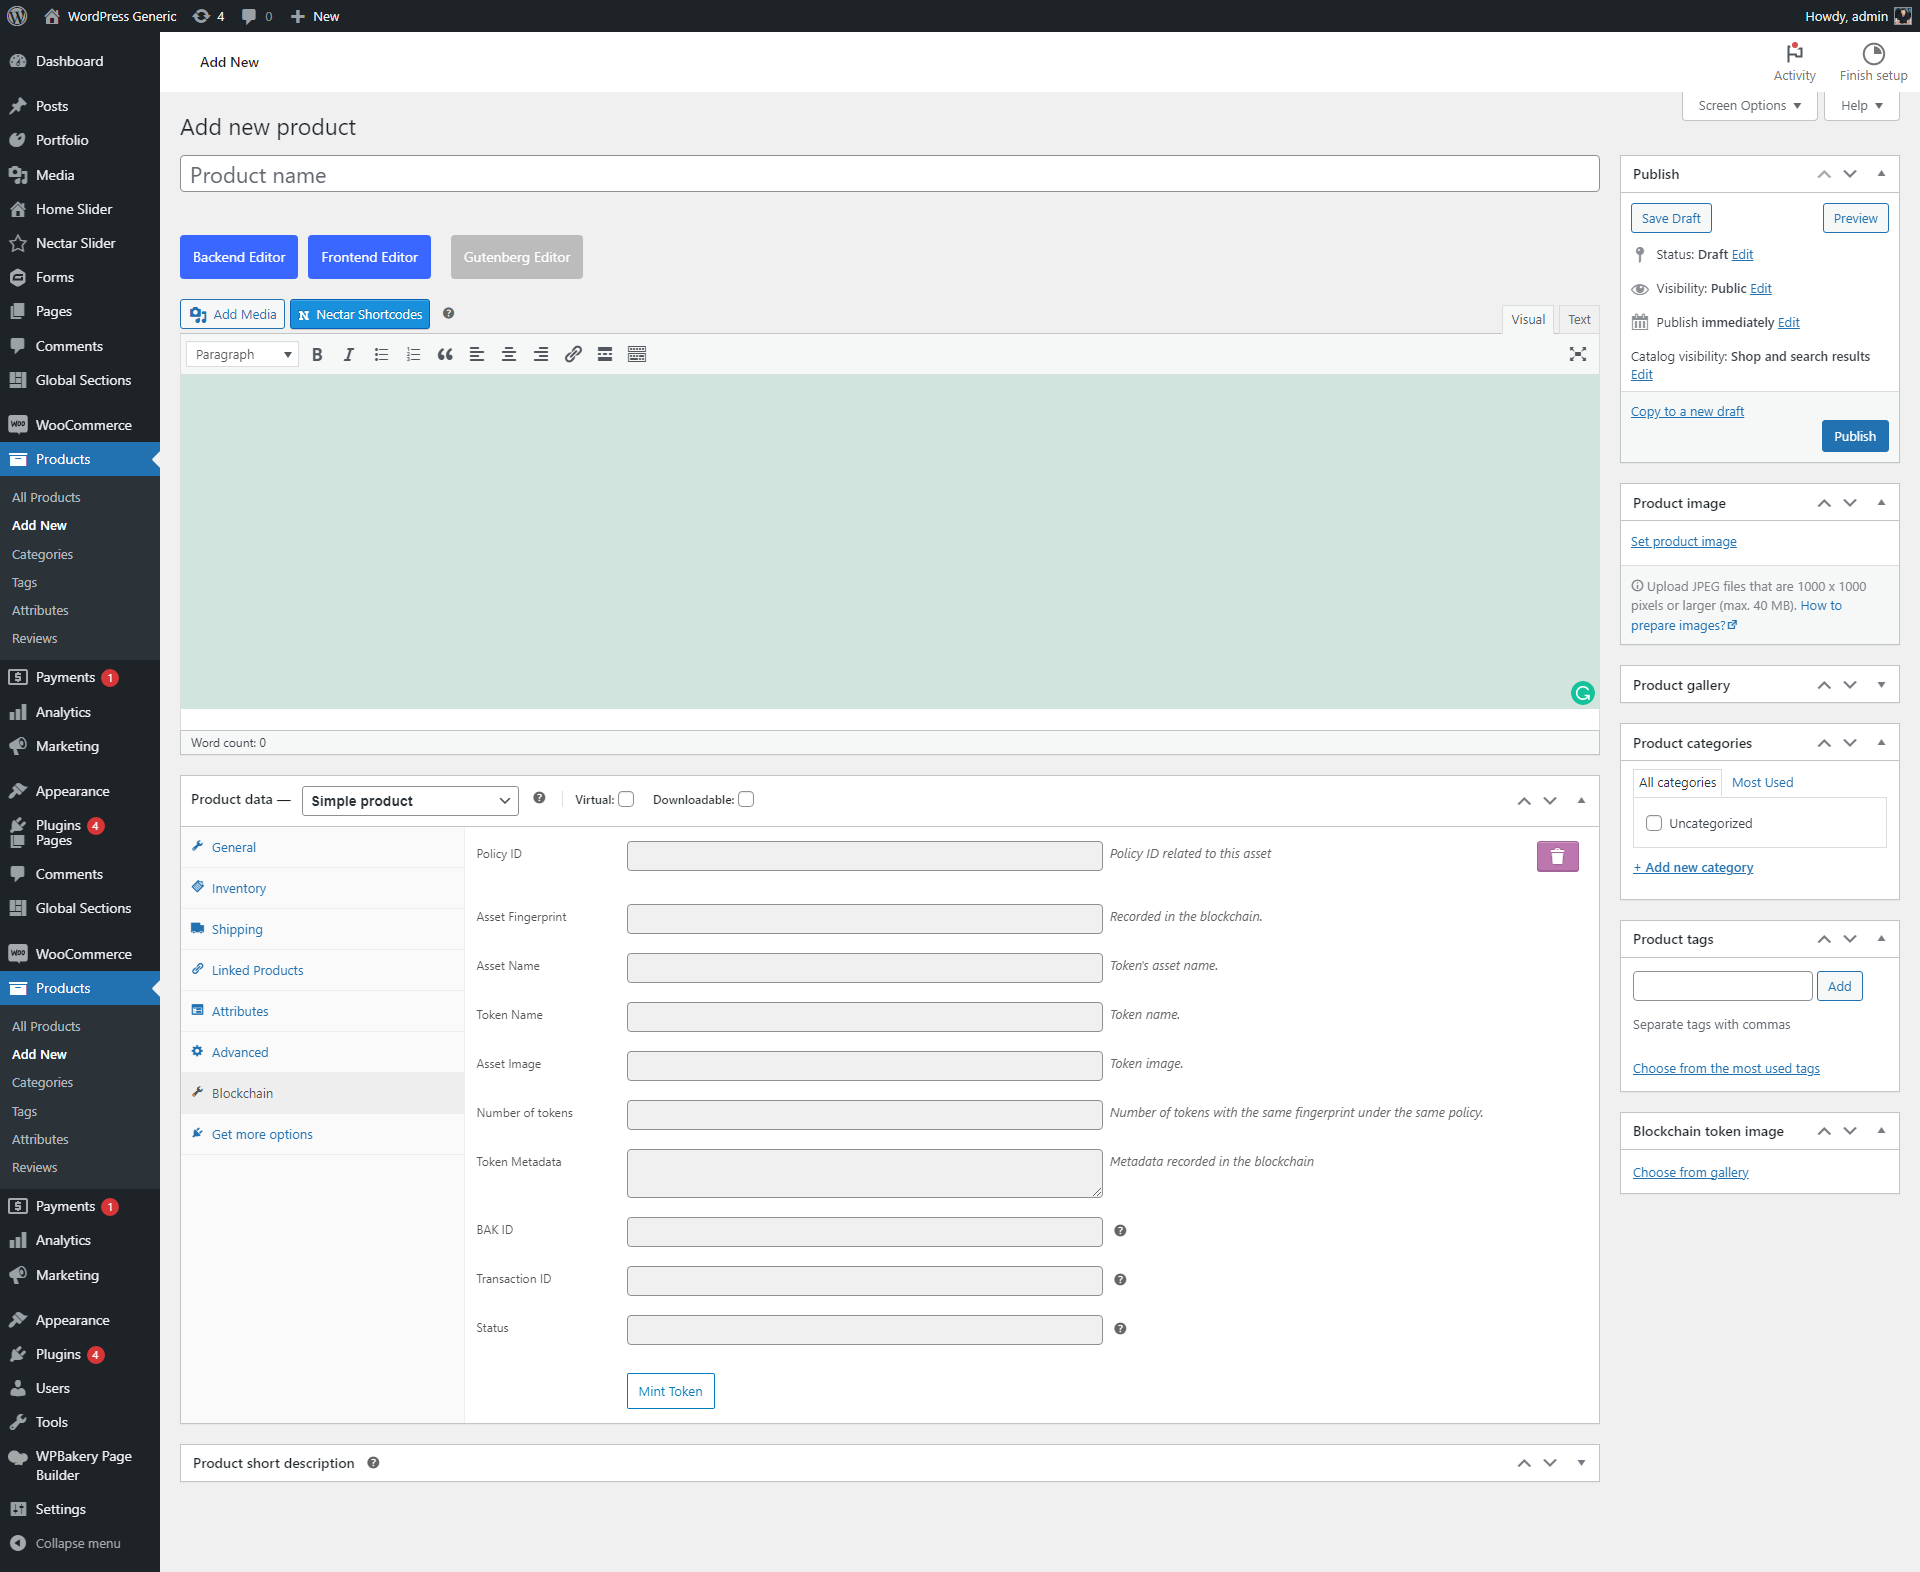 WordPress Generic 4 0 New Howdy, admin
Dashboard
Posts
Portfolio
Media
Home Slider
Nectar Slider
Forms
Pages
Comments
Global Sections
WooCommerce
Products
All Products
Add New
Categories
Tags
Attributes
Reviews
Payments 1
Analytics
Marketing
Appearance
Plugins 4
Pages
Comments
Global Sections
WooCommerce
Products
All Products
Add New
Categories
Tags
Attributes
Reviews
Payments 1
Analytics
Marketing
Appearance
Plugins 4
Users
Tools
WPBakery Page
Builder
Settings
Collapse menu
Add New
Activity
Finish setup
Screen Options
Help
Add new product
Product name
Backend Editor Frontend Editor Gutenberg Editor
Add Media Nectar Shortcodes
Visual Text
Paragraph
Word count: 0
Product data — Simple product Virtual: Downloadable:
General
Inventory
Shipping
Linked Products
Attributes
Advanced
Blockchain
Get more options
Policy ID Policy ID related to this asset
Asset Fingerprint Recorded in the blockchain.
Asset Name Token's asset name.
Token Name Token name.
Asset Image Token image.
Number of tokens Number of tokens with the same fingerprint under the same policy.
Token Metadata Metadata recorded in the blockchain
BAK ID
Transaction ID
Status
Mint Token
Product short description
Publish
Save Draft Preview
Status: Draft Edit
Visibility: Public Edit
Publish immediately Edit
Catalog visibility: Shop and search results
Edit
Copy to a new draft
Publish
Product image
Set product image
Upload JPEG files that are 1000 x 1000
pixels or larger (max. 40 MB). How to
prepare images?
Product gallery
Product categories
All categories Most Used
Uncategorized
+ Add new category
Product tags
Add
Separate tags with commas
Choose from the most used tags
Blockchain token image
Choose from gallery